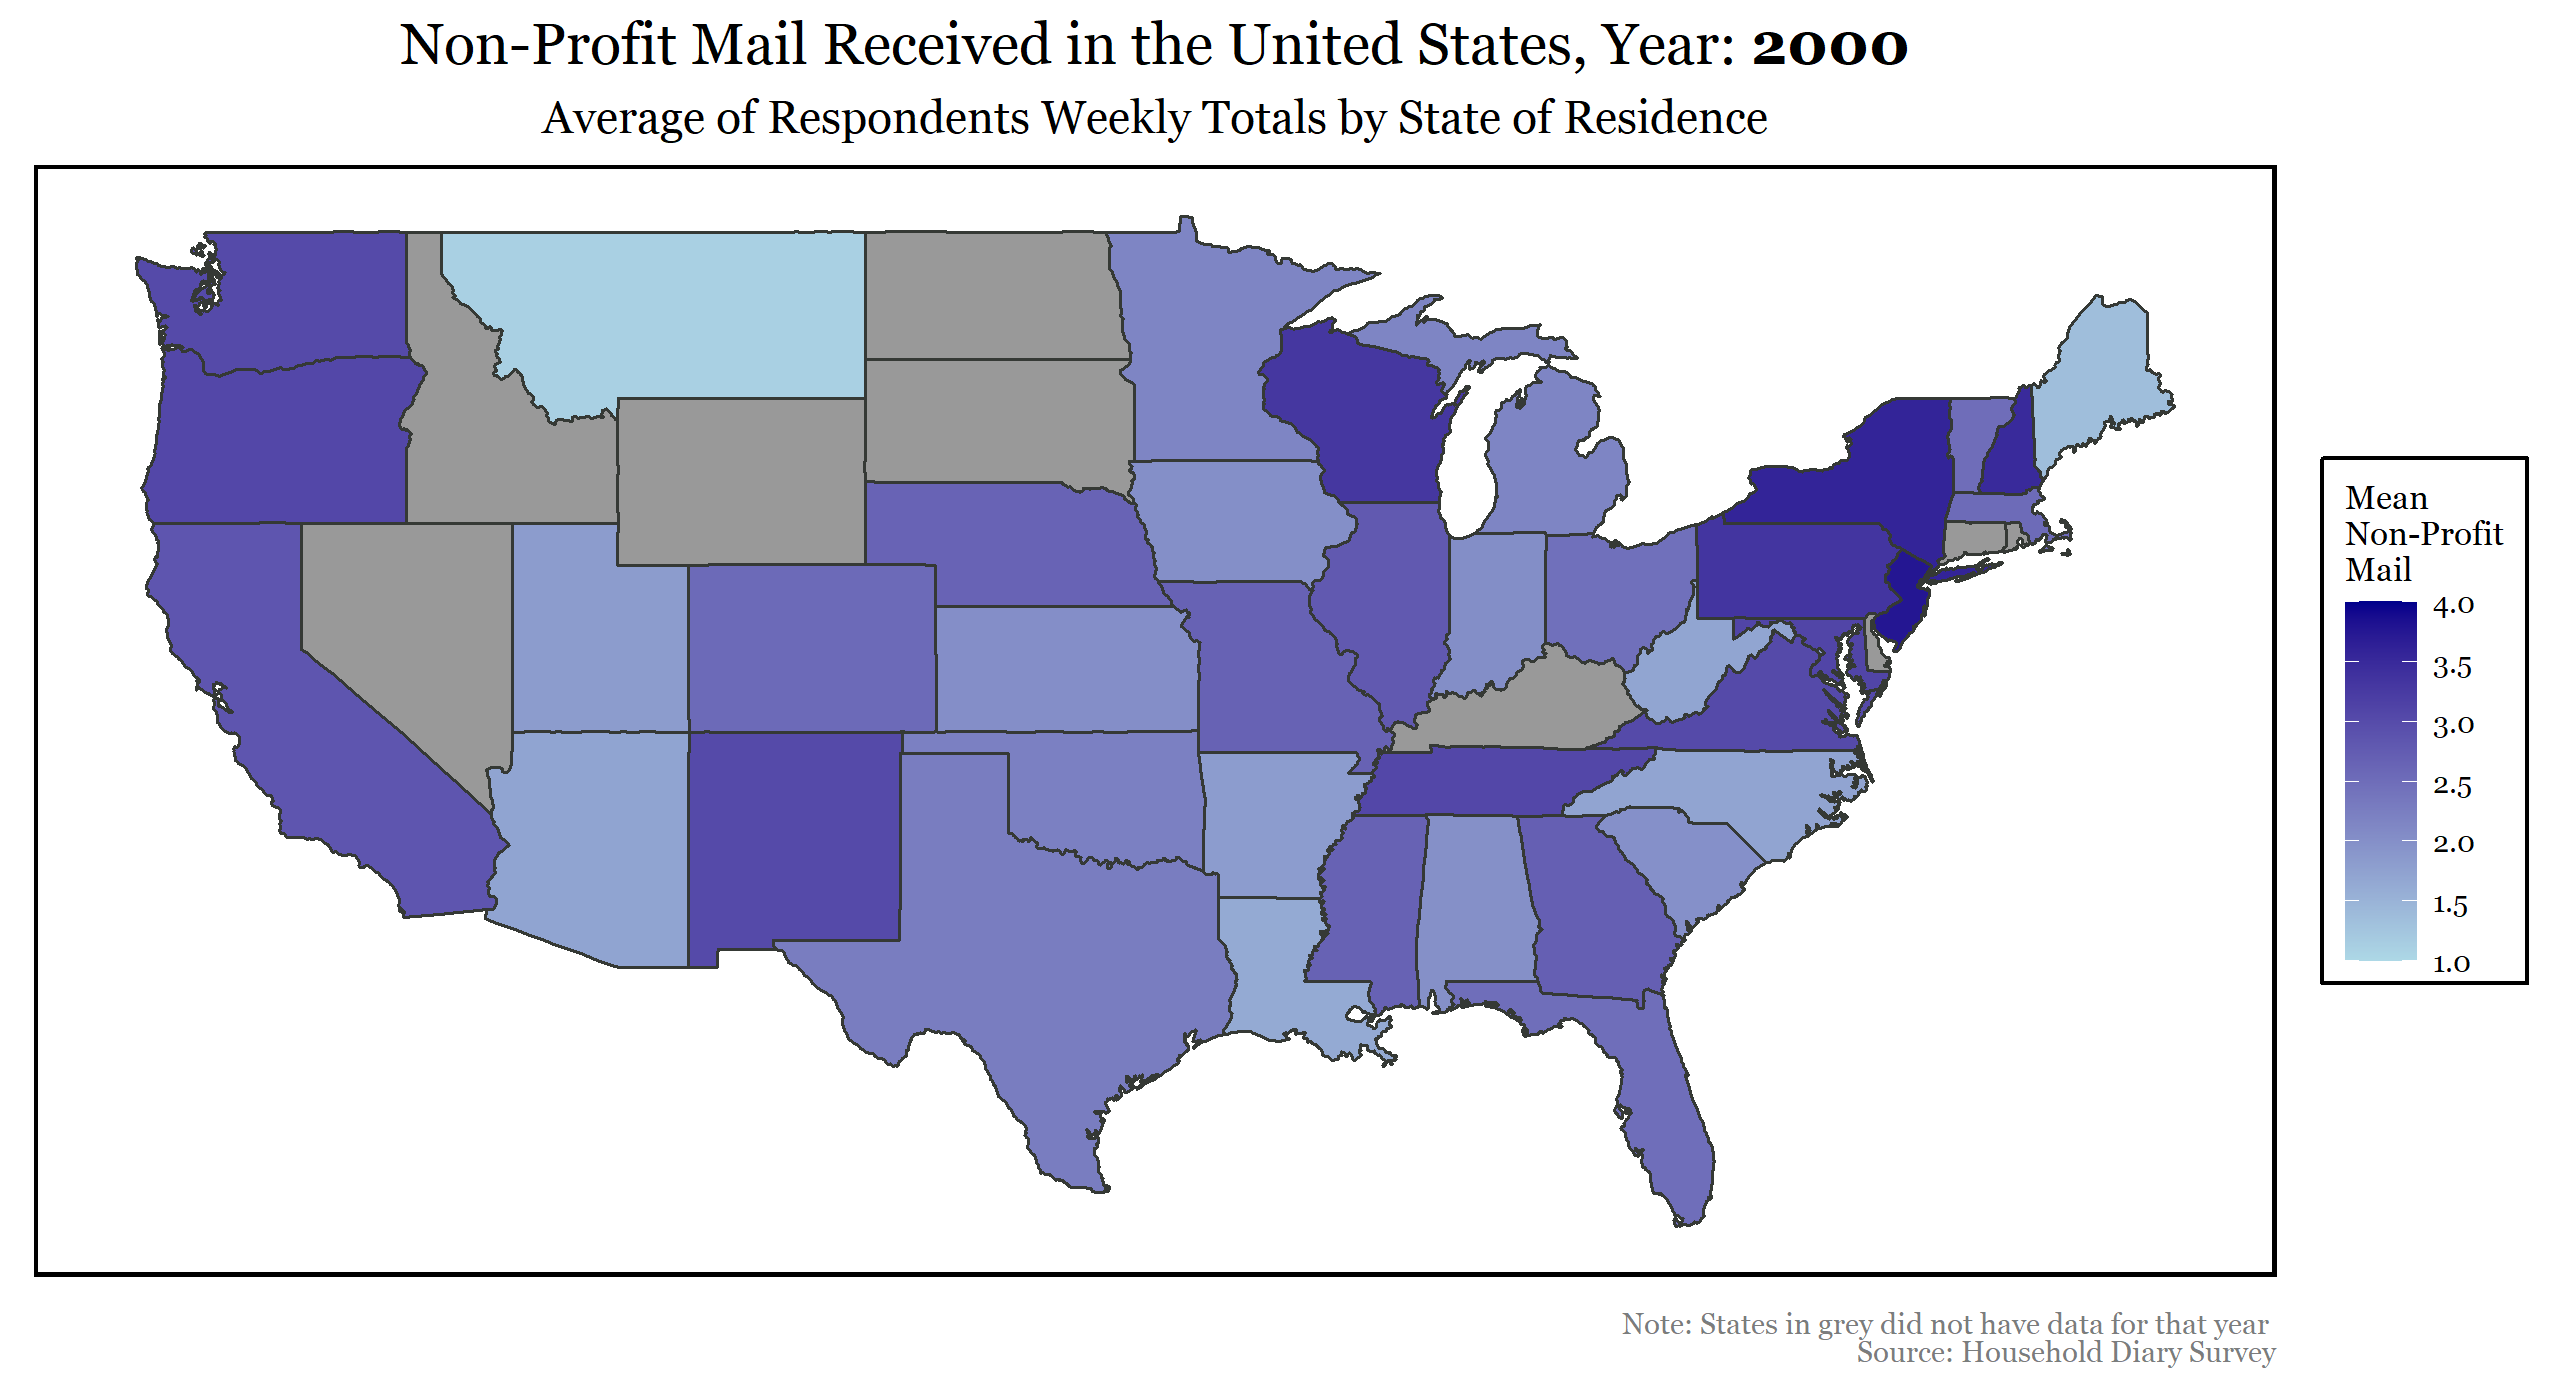 Non-Profit Mail Received in the United States, Year: 2000
Average of Respondents Weekly Totals by State of Residence
Mean
Non-Profit
Mail
4.0
3.5
3.0
2.5
2.0
1.5
1.0
Note: States in grey did not have data for that year
Source: Household Diary Survey